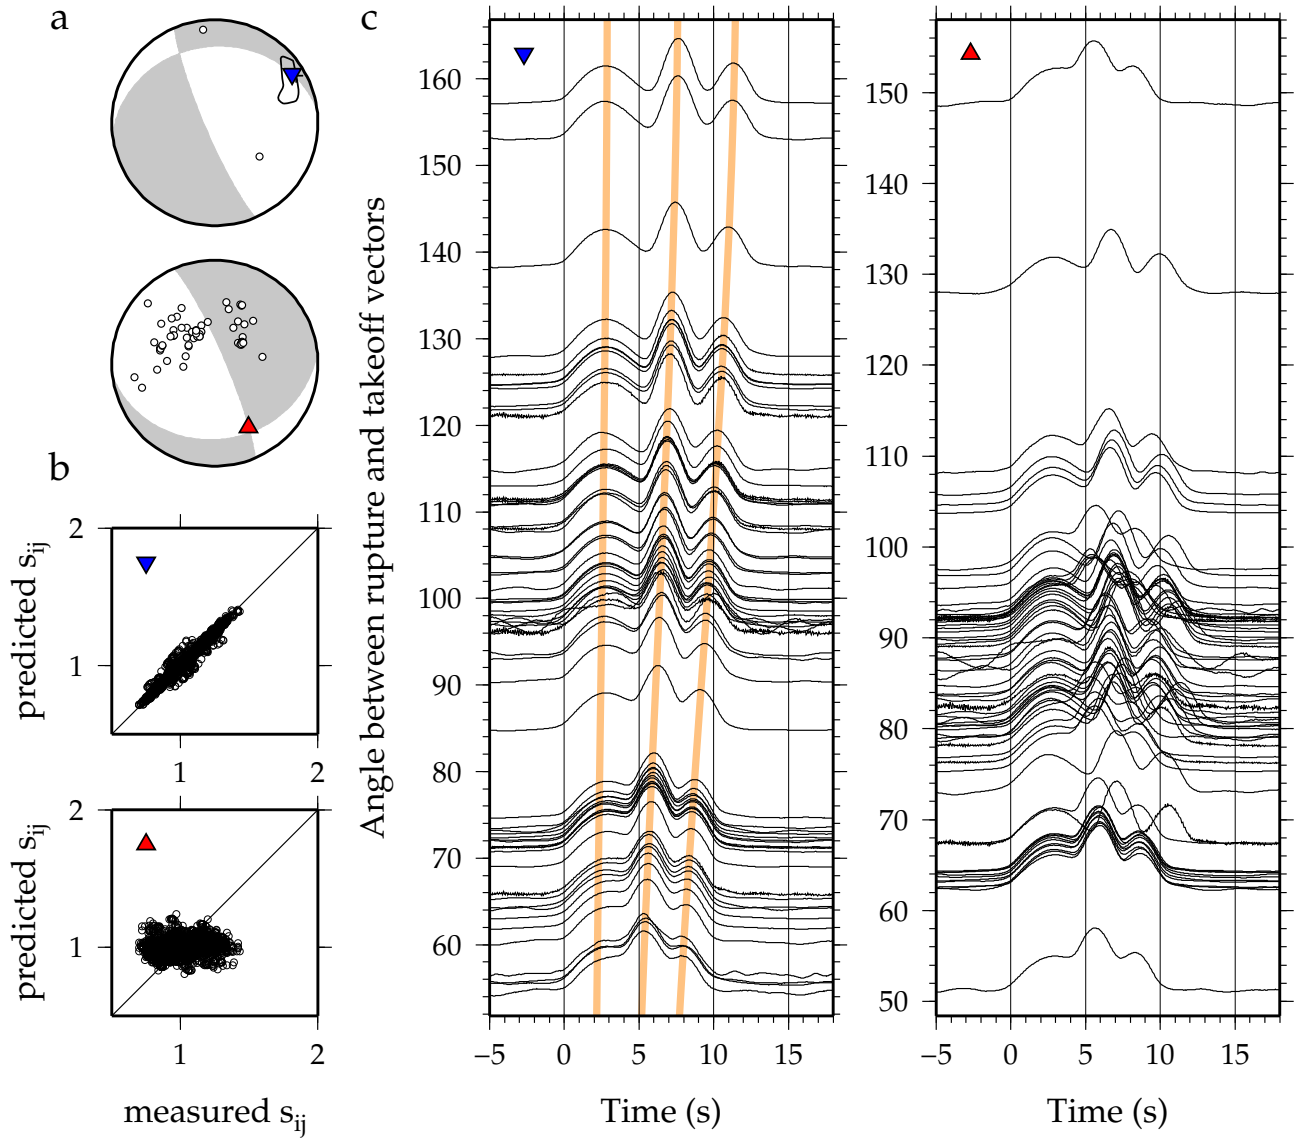 a
b
predicted sij
2
1
1
2
predicted sij
2
1
1
2
measured sij
c
Angle between rupture and takeoff vectors
160
150
140
130
120
110
100
90
80
70
60
−5 0 5 10 15
Time (s)
150
140
130
120
110
100
90
80
70
60
50
−5 0 5 10 15
Time (s)